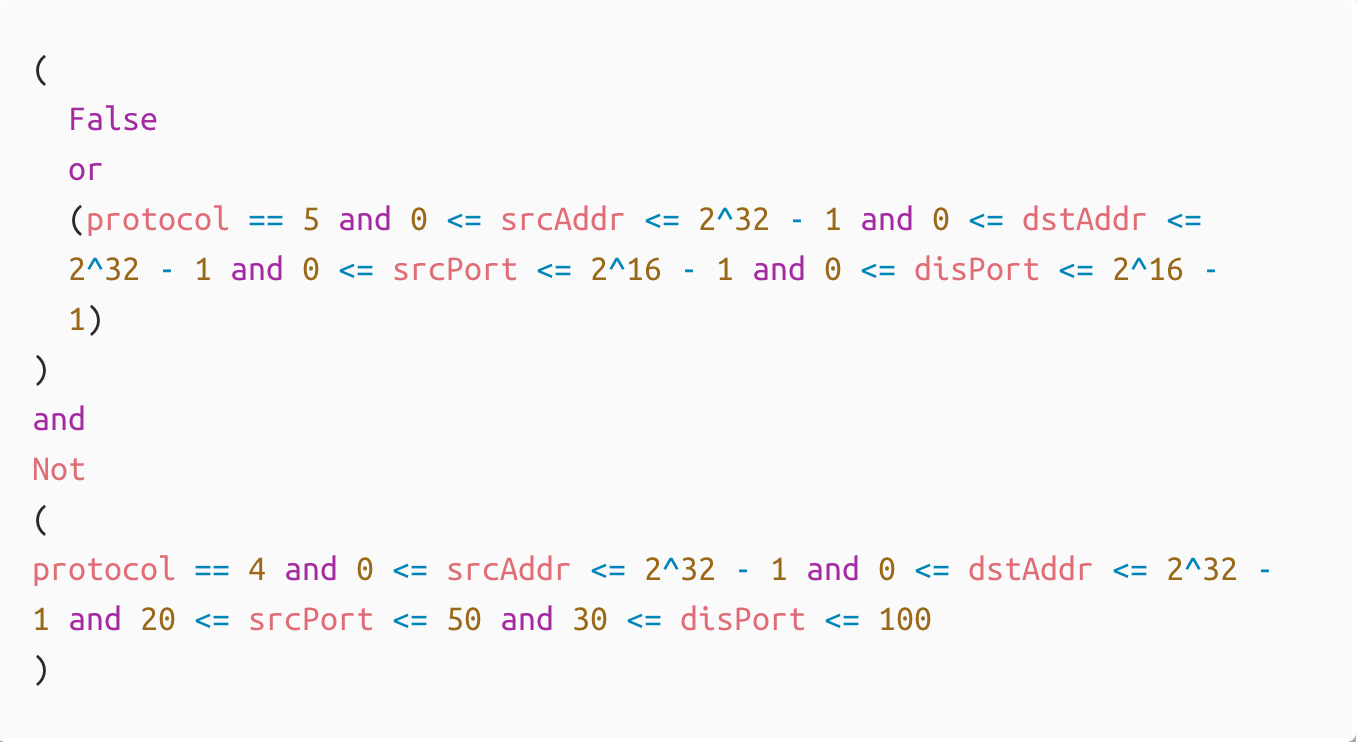 (
False
or
(protocol == 5 and 0 <= srcAddr <= 2^32 - 1 and 0 <= dstAddr <=
2^32 - 1 and 0 <= srcPort <= 2^16 - 1 and 0 <= disPort <= 2^16 -
1)
)
and
Not
(
protocol == 4 and 0 <= srcAddr <= 2^32 - 1 and 0 <= dstAddr <= 2^32 -
1 and 20 <= srcPort <= 50 and 30 <= disPort <= 100
)